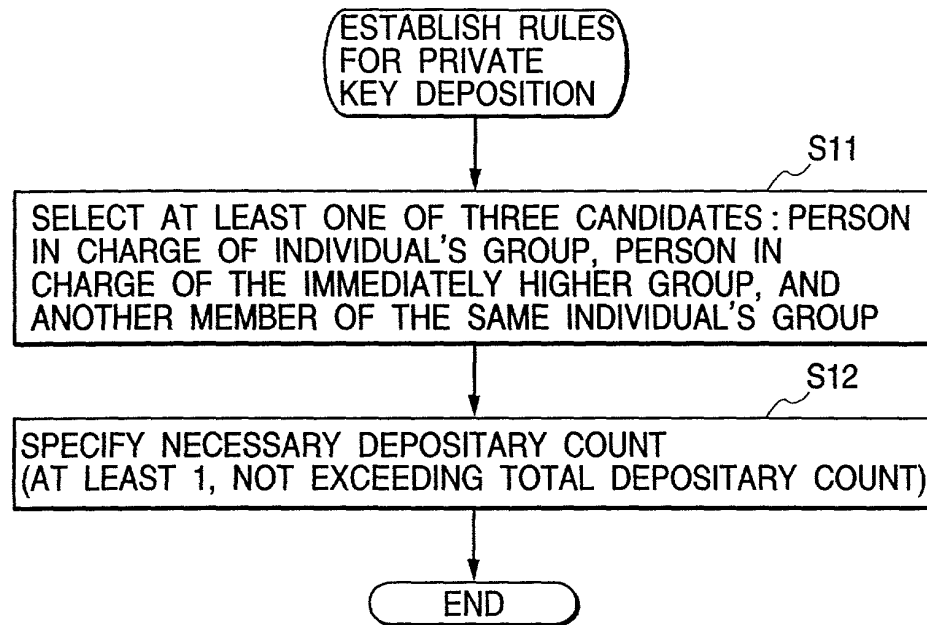 ESTABLISH RULES
FOR PRIVATE
KEY DEPOSITION
S11
SELECT AT LEAST ONE OF THREE CANDIDATES : PERSON
IN CHARGE OF INDIVIDUAL'S GROUP, PERSON IN
CHARGE OF THE IMMEDIATELY HIGHER GROUP, AND
ANOTHER MEMBER OF THE SAME INDIVIDUAL'S GROUP
S12
SPECIFY NECESSARY DEPOSITARY COUNT
(AT LEAST 1, NOT EXCEEDING TOTAL DEPOSITARY COUNT)
END